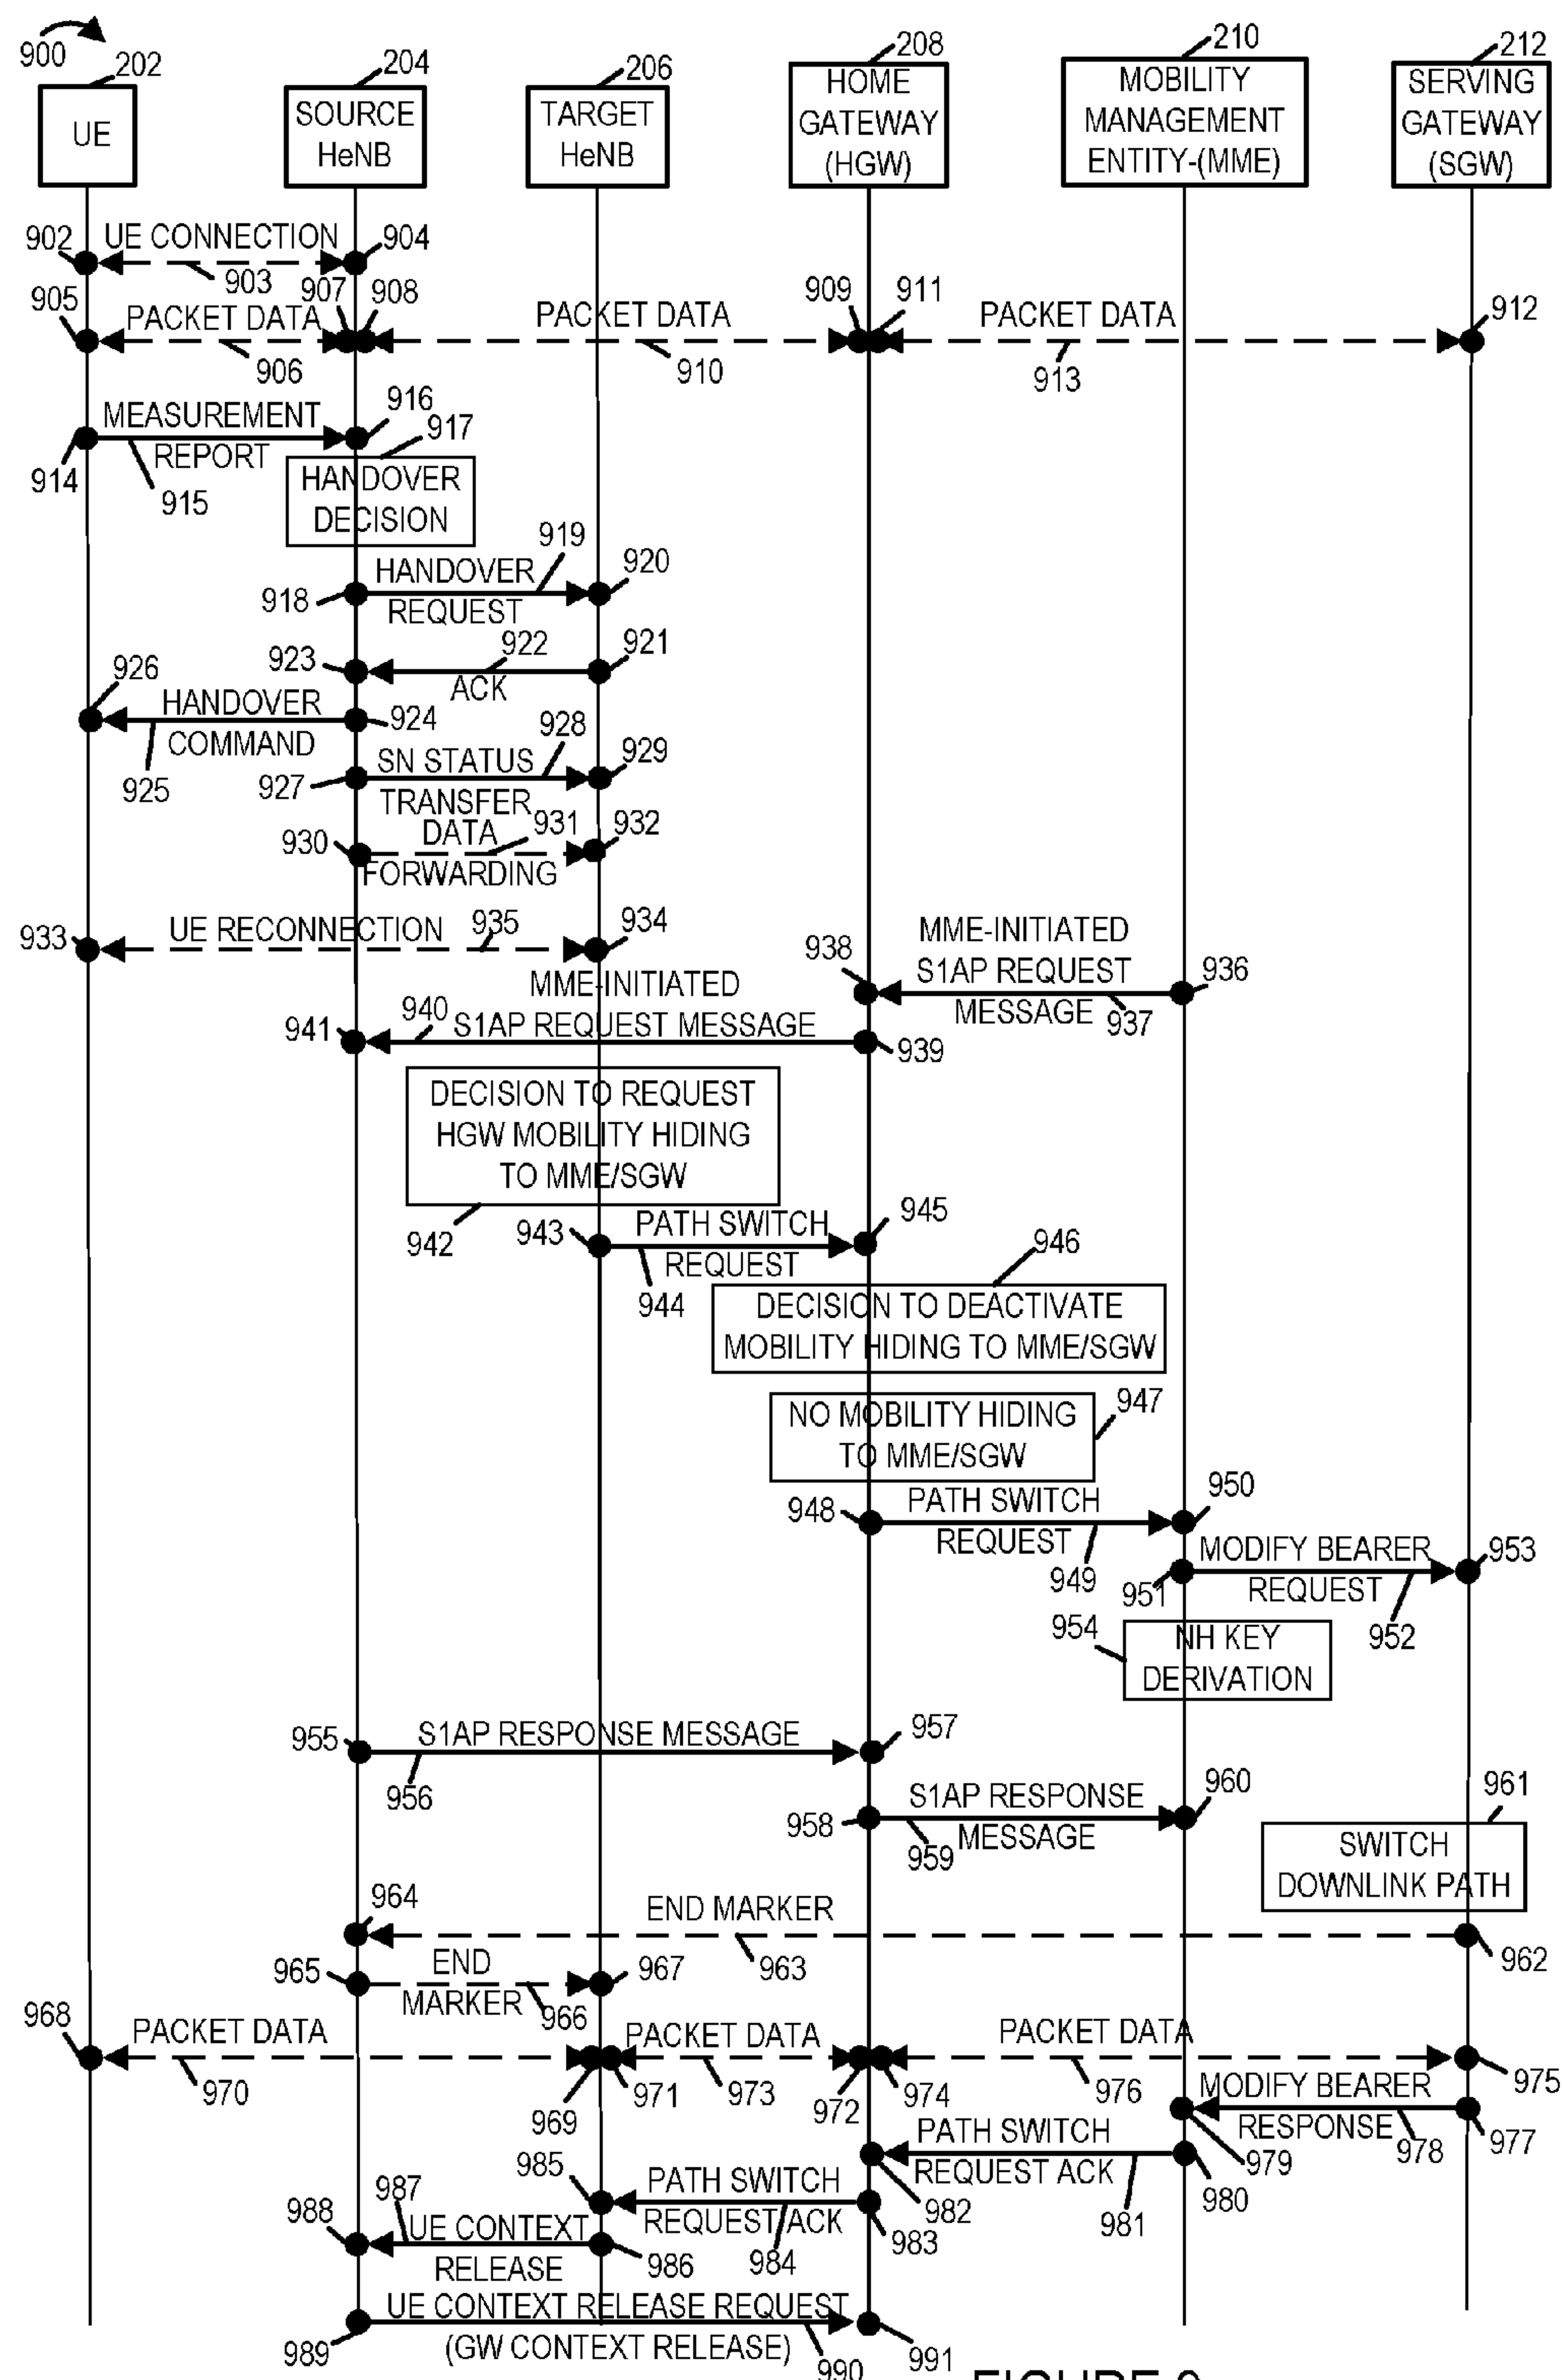 900
202
204
206
208
210
212
UE
SOURCE
HeNB
TARGET
HeNB
HOME
GATEWAY
(HGW)
MOBILITY
MANAGEMENT
ENTITY-(MME)
SERVING
GATEWAY
(SGW)
902
UE CONNECTION
904
903
905
PACKET DATA
907
908
PACKET DATA
909
911
PACKET DATA
912
906
910
913
MEASUREMENT
REPORT
916
917
914
915
HANDOVER
DECISION
919
918
HANDOVER
REQUEST
920
923
922
921
ACK
926
HANDOVER
COMMAND
924
925
928
927
SN STATUS
TRANSFER
929
930
DATA
FORWARDING
931
932
933
UE RECONNECTION
935
934
938
MME-INITIATED
S1AP REQUEST
MESSAGE
936
937
MME-INITIATED
S1AP REQUEST MESSAGE
940
941
939
DECISION TO REQUEST
HGW MOBILITY HIDING
TO MME/SGW
942
943
PATH SWITCH
REQUEST
945
944
946
DECISION TO DEACTIVATE
MOBILITY HIDING TO MME/SGW
947
NO MOBILITY HIDING
TO MME/SGW
948
PATH SWITCH
REQUEST
950
949
951
MODIFY BEARER
REQUEST
953
952
954
NH KEY
DERIVATION
955
S1AP RESPONSE MESSAGE
957
956
958
S1AP RESPONSE
MESSAGE
960
959
961
SWITCH
DOWNLINK PATH
964
END MARKER
963
962
965
END
MARKER
967
966
968
PACKET DATA
PACKET DATA
PACKET DATA
970
969
971
973
972
974
976
975
MODIFY BEARER
RESPONSE
979
978
977
PATH SWITCH
REQUEST ACK
982
981
980
985
PATH SWITCH
REQUEST ACK
984
983
987
988
UE CONTEXT
RELEASE
986
UE CONTEXT RELEASE REQUEST
(GW CONTEXT RELEASE)
989
990
991